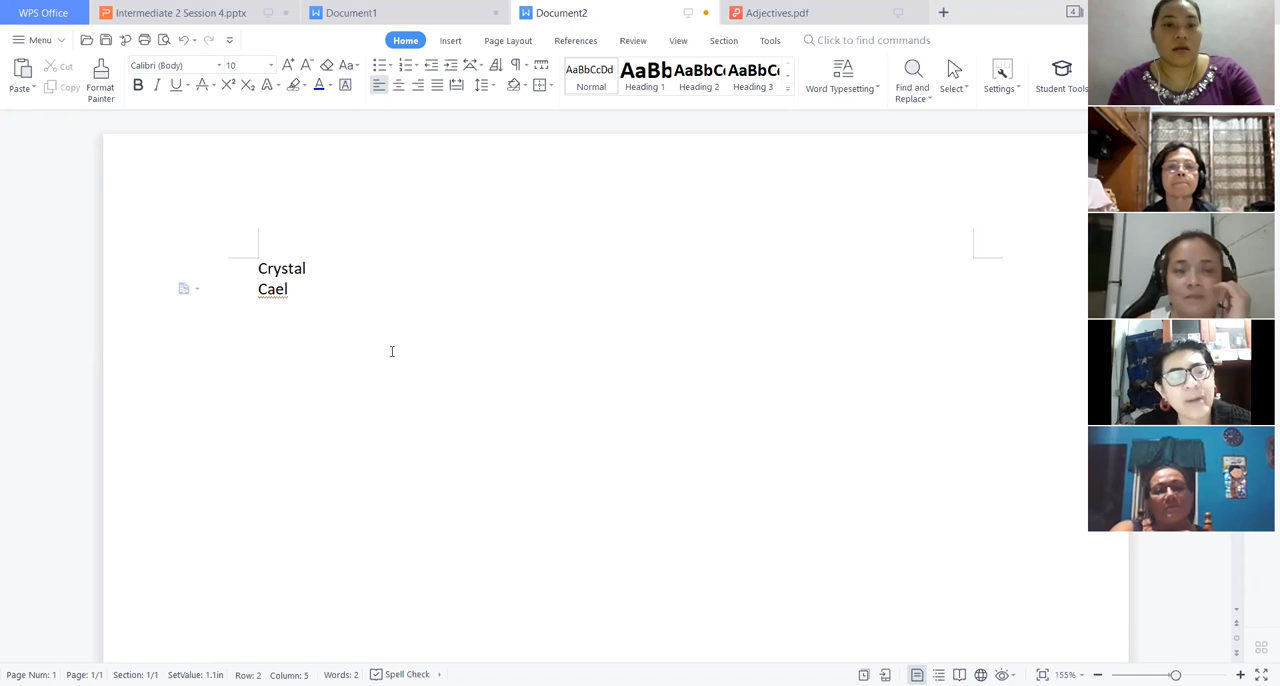 WPS Office
Intermediate 2 Session 4.pptx
Document1
Document2
Adjectives.pdf
4
Menu
Home
Insert
Page Layout
References
Review
View
Section
Tools
Click to find commands
Paste
Cut
Copy
Format Painter
Calibri (Body)
10
AaBbCcDd
Normal
AaBb
Heading 1
AaBbC
Heading 2
AaBbC
Heading 3
Word Typesetting
Find and Replace
Select
Settings
Student Tools
Crystal
Cael
Page Num: 1
Page: 1/1
Section: 1/1
SetValue: 1.1in
Row: 2
Column: 5
Words: 2
Spell Check
155%